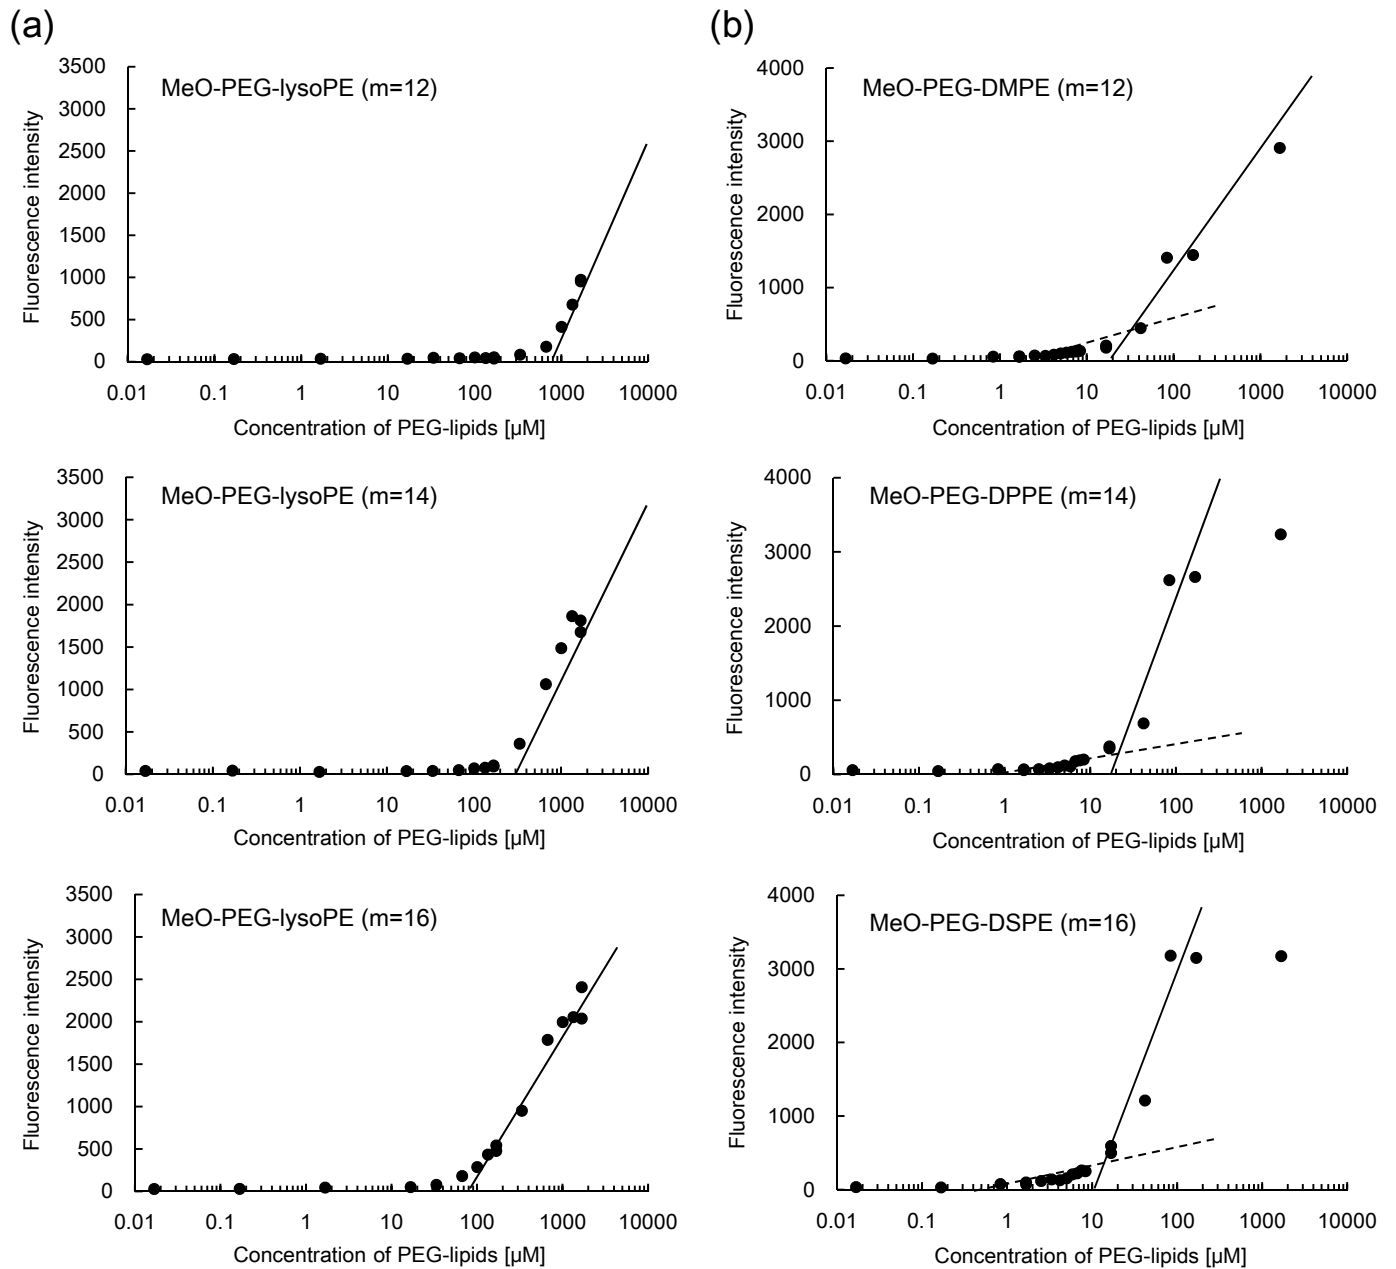 (a)
3500
3000
2500
2000
1500
1000
500
0
Fluorescence intensity
MeO-PEG-lysoPE (m=12)
0.01 0.1 1 10 100 1000 10000
Concentration of PEG-lipids [µM]
3500
3000
2500
2000
1500
1000
500
0
Fluorescence intensity
MeO-PEG-lysoPE (m=14)
0.01 0.1 1 10 100 1000 10000
Concentration of PEG-lipids [µM]
3500
3000
2500
2000
1500
1000
500
0
Fluorescence intensity
MeO-PEG-lysoPE (m=16)
0.01 0.1 1 10 100 1000 10000
Concentration of PEG-lipids [µM]
(b)
4000
3000
2000
1000
0
Fluorescence intensity
MeO-PEG-DMPE (m=12)
0.01 0.1 1 10 100 1000 10000
Concentration of PEG-lipids [µM]
4000
3000
2000
1000
0
Fluorescence intensity
MeO-PEG-DPPE (m=14)
0.01 0.1 1 10 100 1000 10000
Concentration of PEG-lipids [µM]
4000
3000
2000
1000
0
Fluorescence intensity
MeO-PEG-DSPE (m=16)
0.01 0.1 1 10 100 1000 10000
Concentration of PEG-lipids [µM]